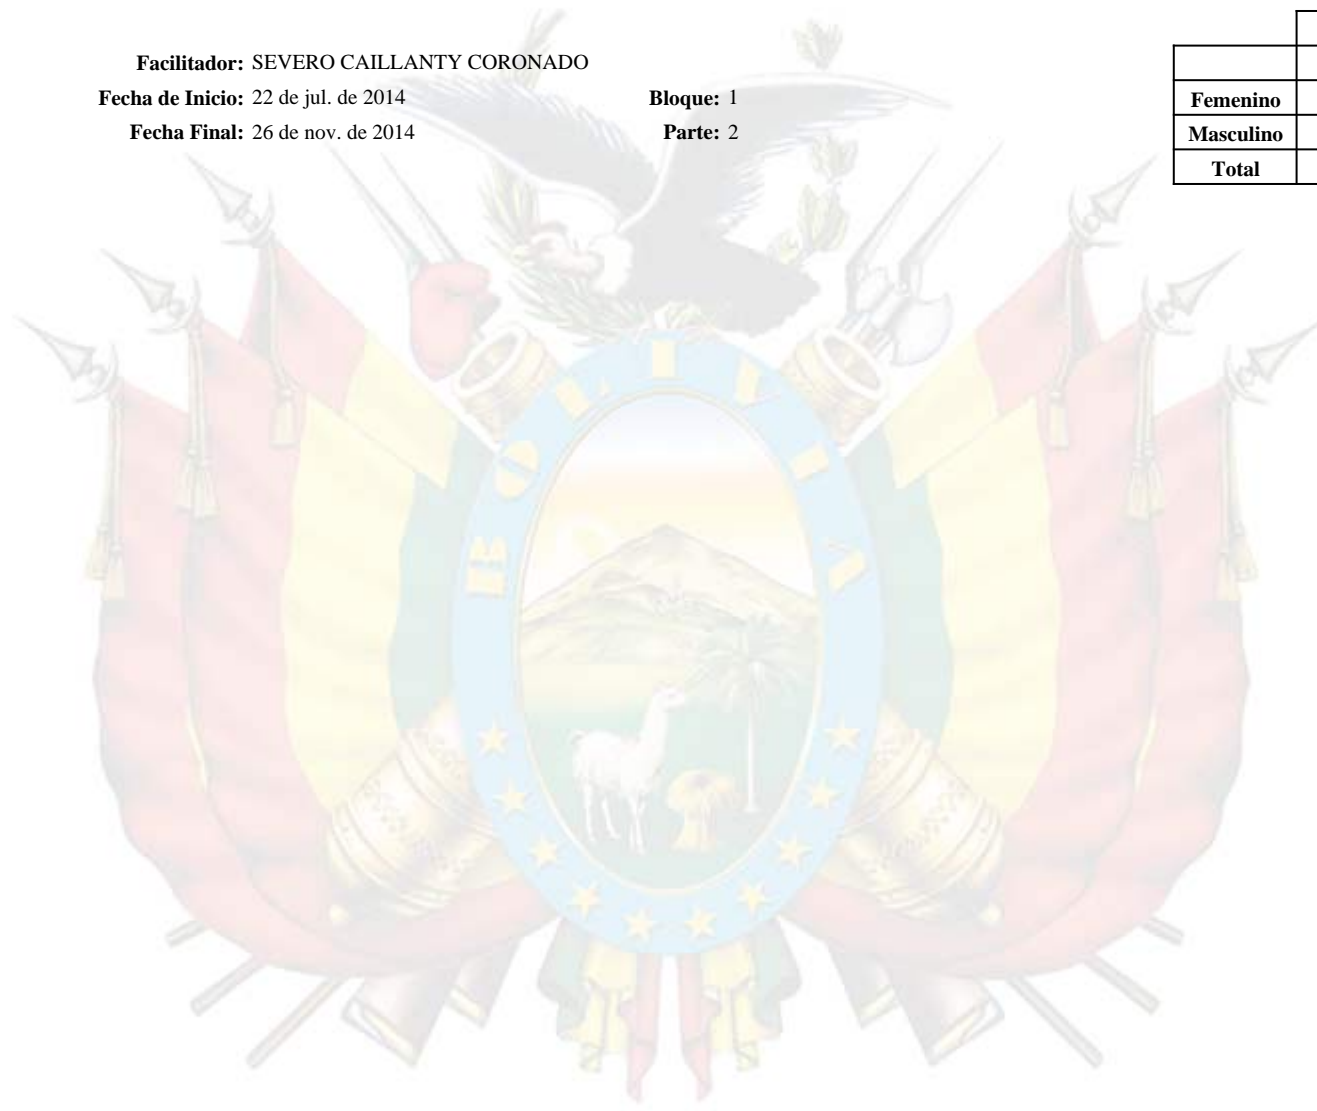 Facilitador: SEVERO CAILLANTY CORONADO
Fecha de Inicio: 22 de jul. de 2014 Bloque: 1
Fecha Final: 26 de nov. de 2014 Parte: 2
Femenino
Masculino
Total
BOLIVIA